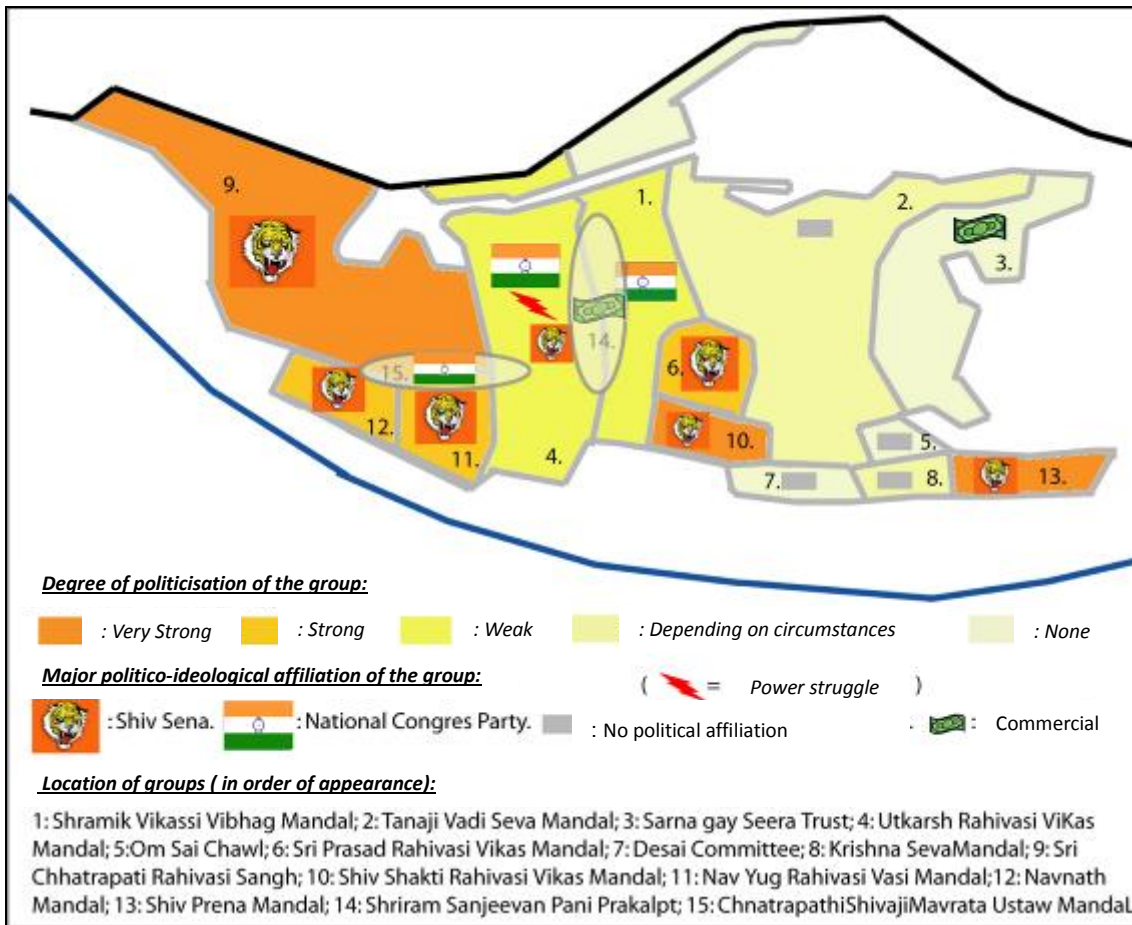 9.
1.
2.
3.
14.
15.
6.
12.
11.
4.
10.
5.
7.
8.
13.
Degree of politicisation of the group:
: Very Strong : Strong : Weak : Depending on circumstances : None
Major politico-ideological affiliation of the group:
( = Power struggle )
: Shiv Sena. : National Congres Party. : No political affiliation . : Commercial
Location of groups ( in order of appearance):
1: Shramik Vikassi Vibhag Mandal; 2: Tanaji Vadi Seva Mandal; 3: Sarna gay Seera Trust; 4: Utkarsh Rahivasi ViKas
Mandal; 5:Om Sai Chawl; 6: Sri Prasad Rahivasi Vikas Mandal; 7: Desai Committee; 8: Krishna SevaMandal; 9: Sri
Chhatrapati Rahivasi Sangh; 10: Shiv Shakti Rahivasi Vikas Mandal; 11: Nav Yug Rahivasi Vasi Mandal;12: Navnath
Mandal; 13: Shiv Prena Mandal; 14: Shriram Sanjeevan Pani Prakalpt; 15: ChnatrapathiShivajiMavrata Ustaw MandaL